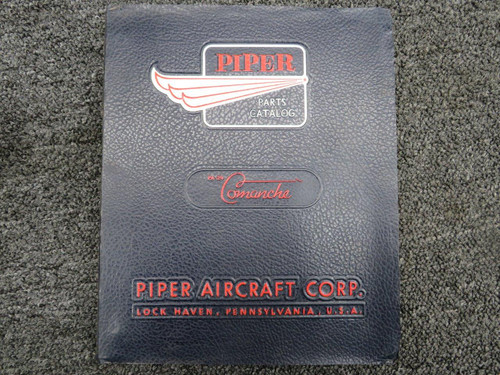 PIPER
PARTS
CATALOG
Comanche
PIPER AIRCRAFT CORP.
LOCK HAVEN, PENNSYLVANIA, U.S.A.